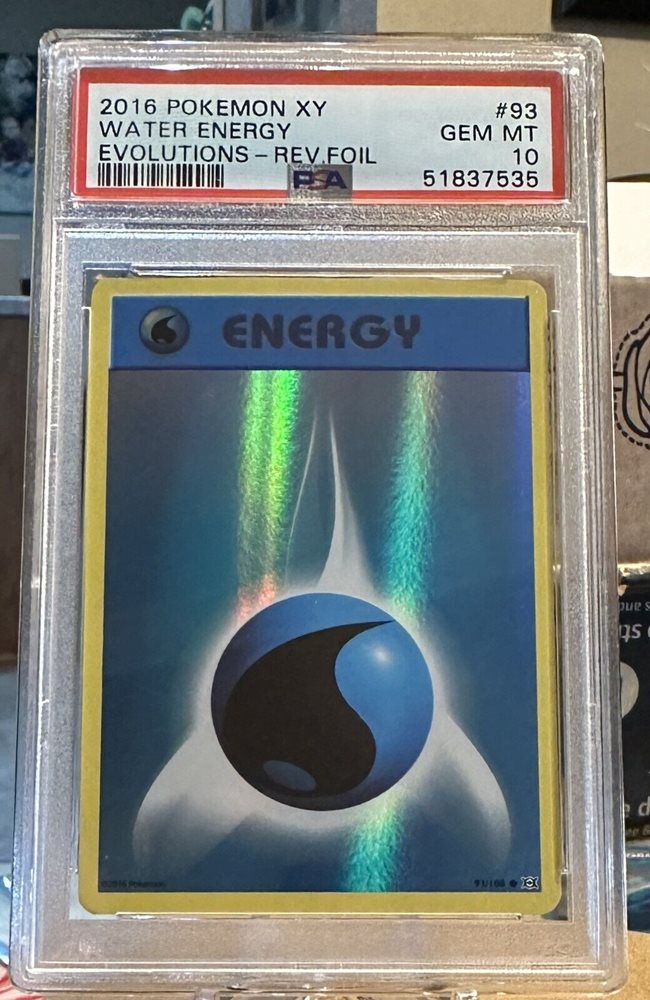 2016 POKEMON XY #93
WATER ENERGY GEM MT
EVOLUTIONS - REV.FOIL 10
PSA 51837535
ENERGY
©2016 Pokémon